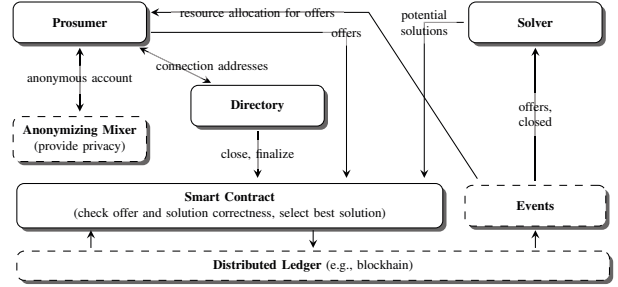 Prosumer
resource allocation for offers
potential
solutions
Solver
offers
anonymous account
connection addresses
Directory
offers,
closed
Anonymizing Mixer
(provide privacy)
close, finalize
Smart Contract
(check offer and solution correctness, select best solution)
Events
Distributed Ledger (e.g., blockhain)